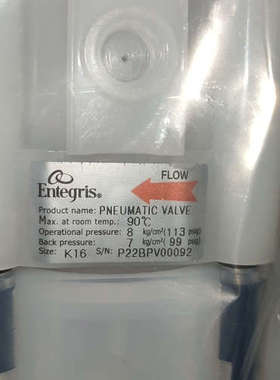 FLOW
Entegris®
Product name: PNEUMATIC VALVE
Max. at room temp.: 90℃
Operational pressure: 8 kg/cm²(113 psig)
Back pressure: 7 kg/cm²( 99 psig)
Size: K16 S/N: P22BPV00092